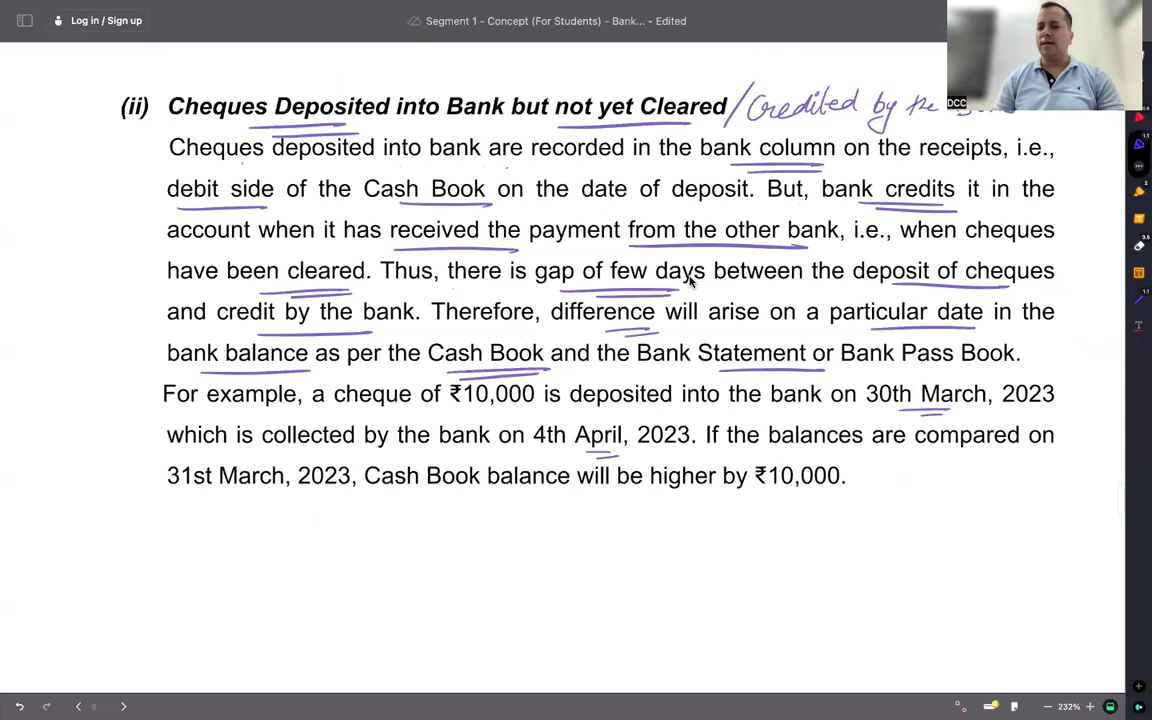 Log in / Sign up
Segment 1 - Concept (For Students) - Bank... - Edited
DCC
(ii) Cheques Deposited into Bank but not yet Cleared / Credited by the
Cheques deposited into bank are recorded in the bank column on the receipts, i.e.,
debit side of the Cash Book on the date of deposit. But, bank credits it in the
account when it has received the payment from the other bank, i.e., when cheques
have been cleared. Thus, there is gap of few days between the deposit of cheques
and credit by the bank. Therefore, difference will arise on a particular date in the
bank balance as per the Cash Book and the Bank Statement or Bank Pass Book.
For example, a cheque of ₹10,000 is deposited into the bank on 30th March, 2023
which is collected by the bank on 4th April, 2023. If the balances are compared on
31st March, 2023, Cash Book balance will be higher by ₹10,000.
6
232%